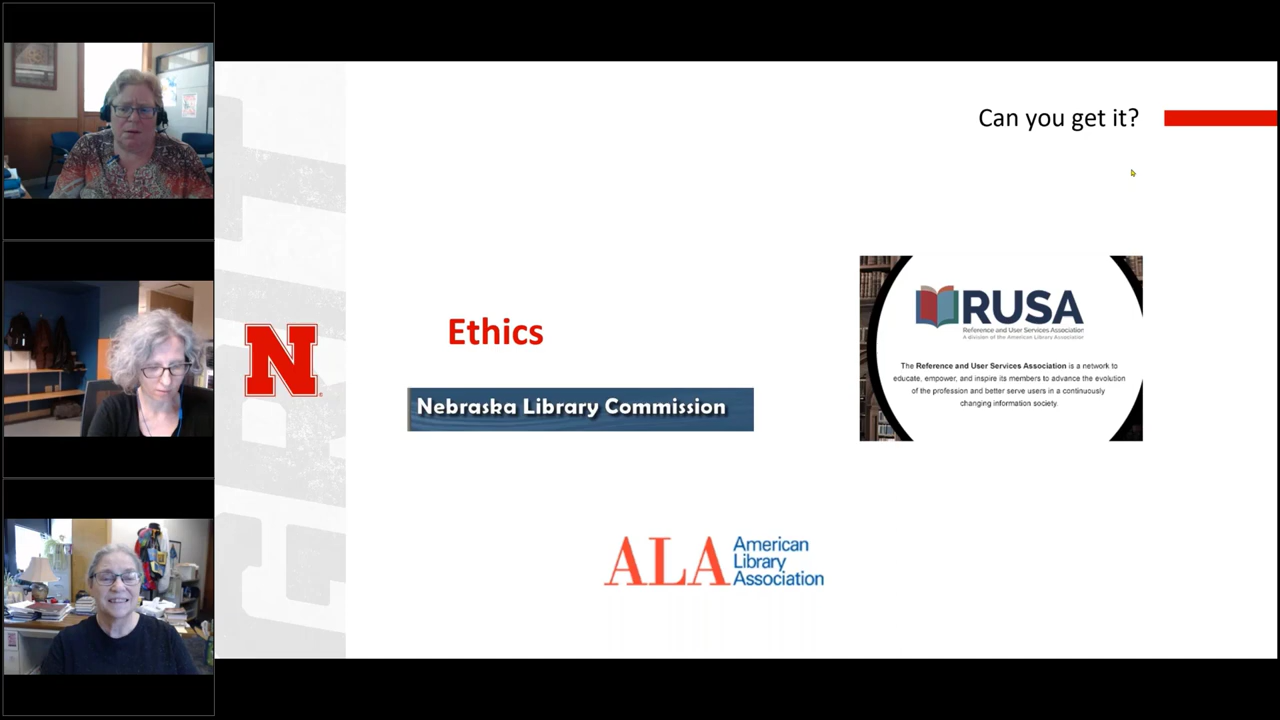 Can you get it?
GRIT
N
Ethics
Nebraska Library Commission
RUSA
Reference and User Services Association
A division of the American Library Association
The Reference and User Services Association is a network to
educate, empower, and inspire its members to advance the evolution
of the profession and better serve users in a continuously
changing information society.
ALA American
Library
Association